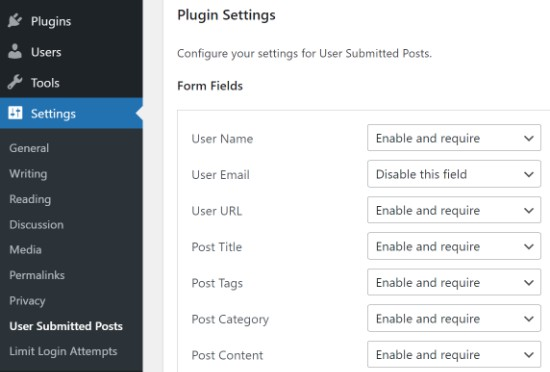 Plugins
Users
Tools
Settings
General
Writing
Reading
Discussion
Media
Permalinks
Privacy
User Submitted Posts
Limit Login Attempts
Plugin Settings
Configure your settings for User Submitted Posts.
Form Fields
User Name Enable and require
User Email Disable this field
User URL Enable and require
Post Title Enable and require
Post Tags Enable and require
Post Category Enable and require
Post Content Enable and require